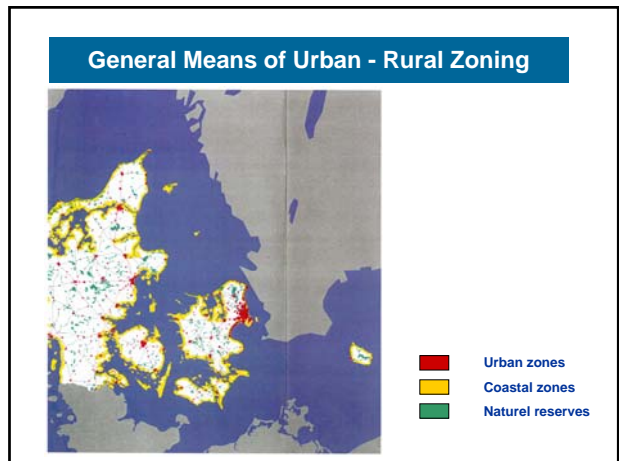 General Means of Urban - Rural Zoning
Urban zones
Coastal zones
Naturel reserves